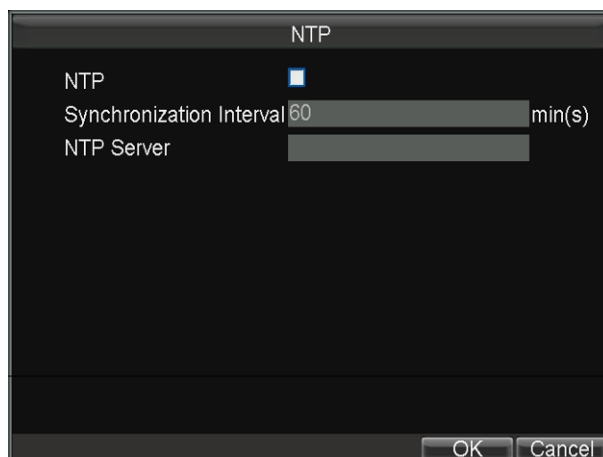 NTP
NTP
Synchronization Interval 60 min(s)
NTP Server
OK Cancel